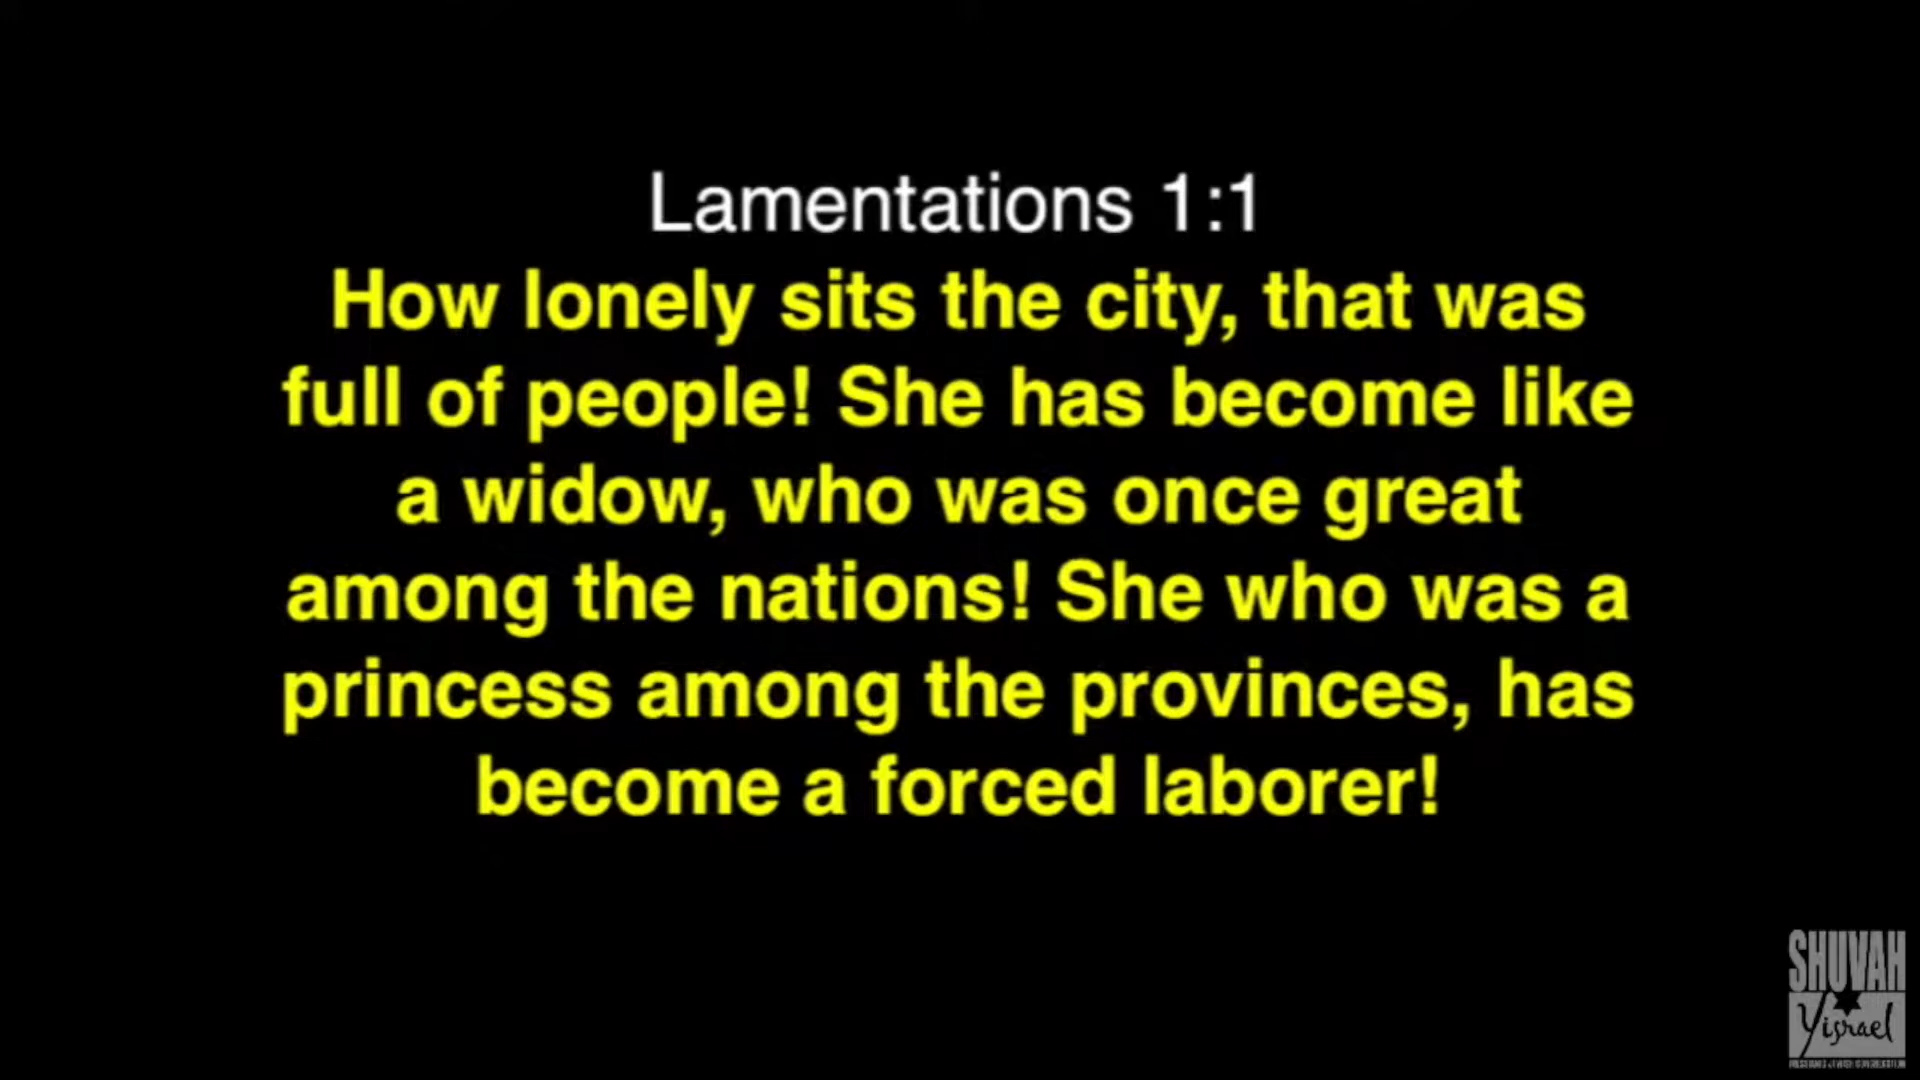 Lamentations 1:1
How lonely sits the city, that was
full of people! She has become like
a widow, who was once great
among the nations! She who was a
princess among the provinces, has
become a forced laborer!
SHUVAH
Yisrael